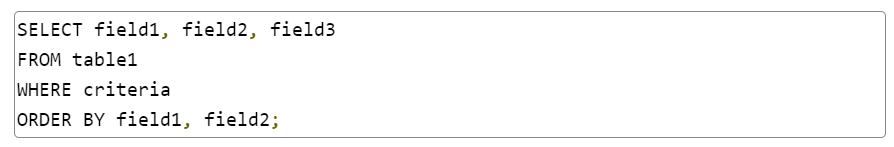 SELECT field1, field2, field3
FROM table1
WHERE criteria
ORDER BY field1, field2;